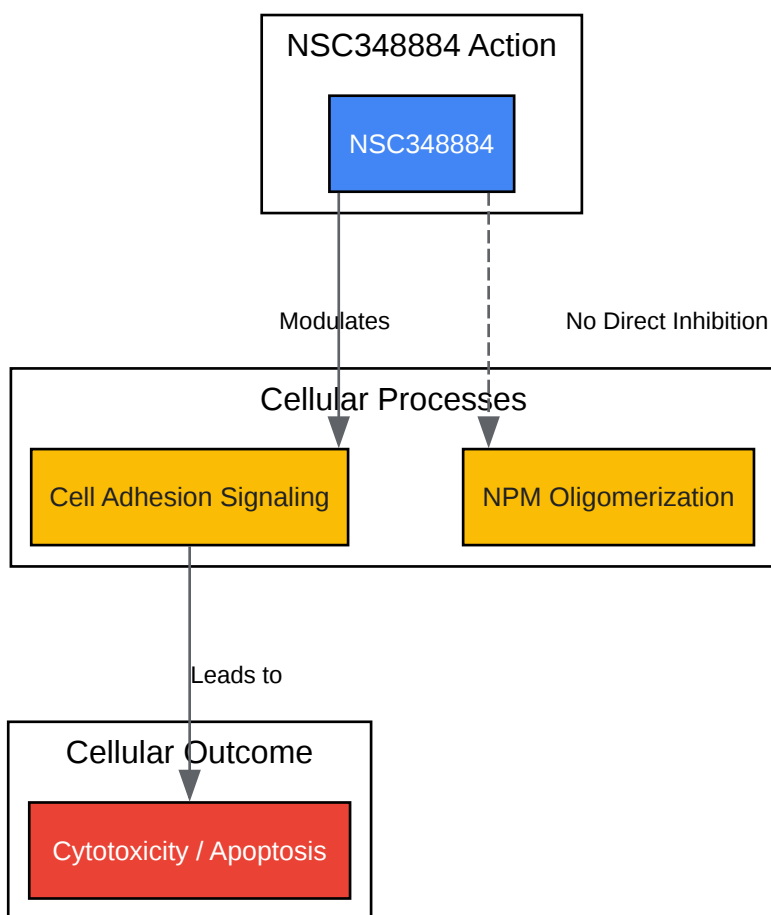 NSC348884 Action
NSC348884
Modulates
No Direct Inhibition
Cellular Processes
Cell Adhesion Signaling
NPM Oligomerization
Leads to
Cellular Outcome
Cytotoxicity / Apoptosis